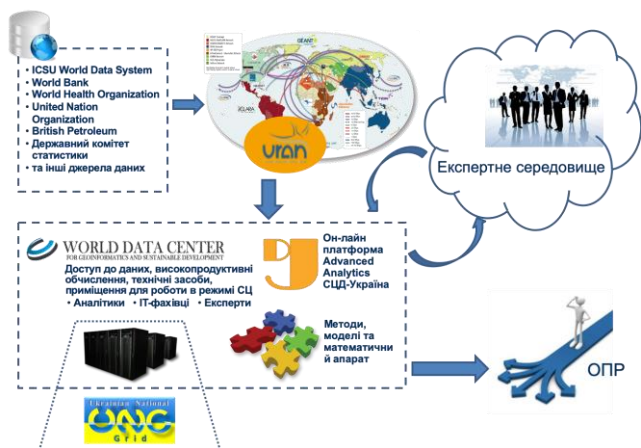 • ICSU World Data System
• World Bank
• World Health Organization
• United Nation
Organization
• British Petroleum
• Державний комітет
статистики
• та інші джерела даних
GÉANT
uran
Експертне середовище
WORLD DATA CENTER
FOR GEOINFORMATICS AND SUSTAINABLE DEVELOPMENT
Доступ до даних, високопродуктивні
обчислення, технічні засоби,
приміщення для роботи в режимі СЦ
• Аналітики • ІТ-фахівці • Експерти
Он-лайн
платформа
Advanced
Analytics
СЦД-Україна
Методи,
моделі та
математични
й апарат
ОПР
Ukrainian National
Grid